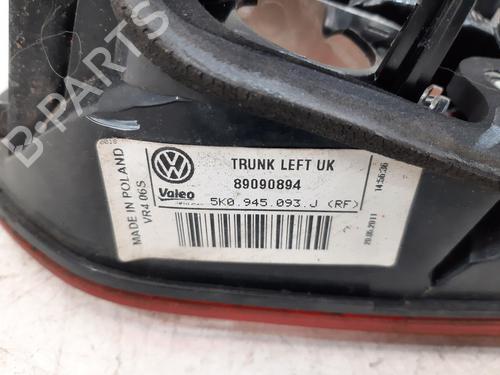 B-PARTS
TRUNK LEFT UK
89090894
Valeo
5K0.945.093.J (RF)
MADE IN POLAND
VR4 06S
14:56:36
20.05.2011